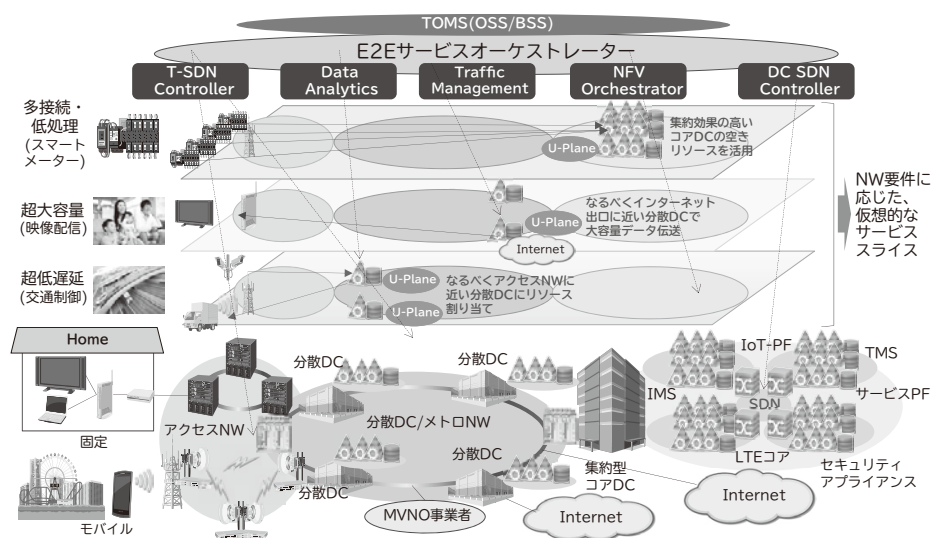 TOMS(OSS/BSS)
E2Eサービスオーケストレーター
T-SDN
Controller
Data
Analytics
Traffic
Management
NFV
Orchestrator
DC SDN
Controller
多接続・
低処理
(スマート
メーター)
U-Plane
集約効果の高い
コアDCの空き
リソースを活用
超大容量
(映像配信)
U-Plane
なるべくインターネット
出口に近い分散DCで
大容量データ伝送
Internet
超低遅延
(交通制御)
U-Plane
U-Plane
なるべくアクセスNWに
近い分散DCにリソース
割り当て
NW要件に
応じた、
仮想的な
サービス
スライス
Home
固定
モバイル
アクセスNW
分散DC
分散DC
分散DC/メトロNW
分散DC
分散DC
MVNO事業者
集約型
コアDC
Internet
IoT-PF
TMS
IMS
サービスPF
SDN
LTEコア
セキュリティ
アプライアンス
Internet